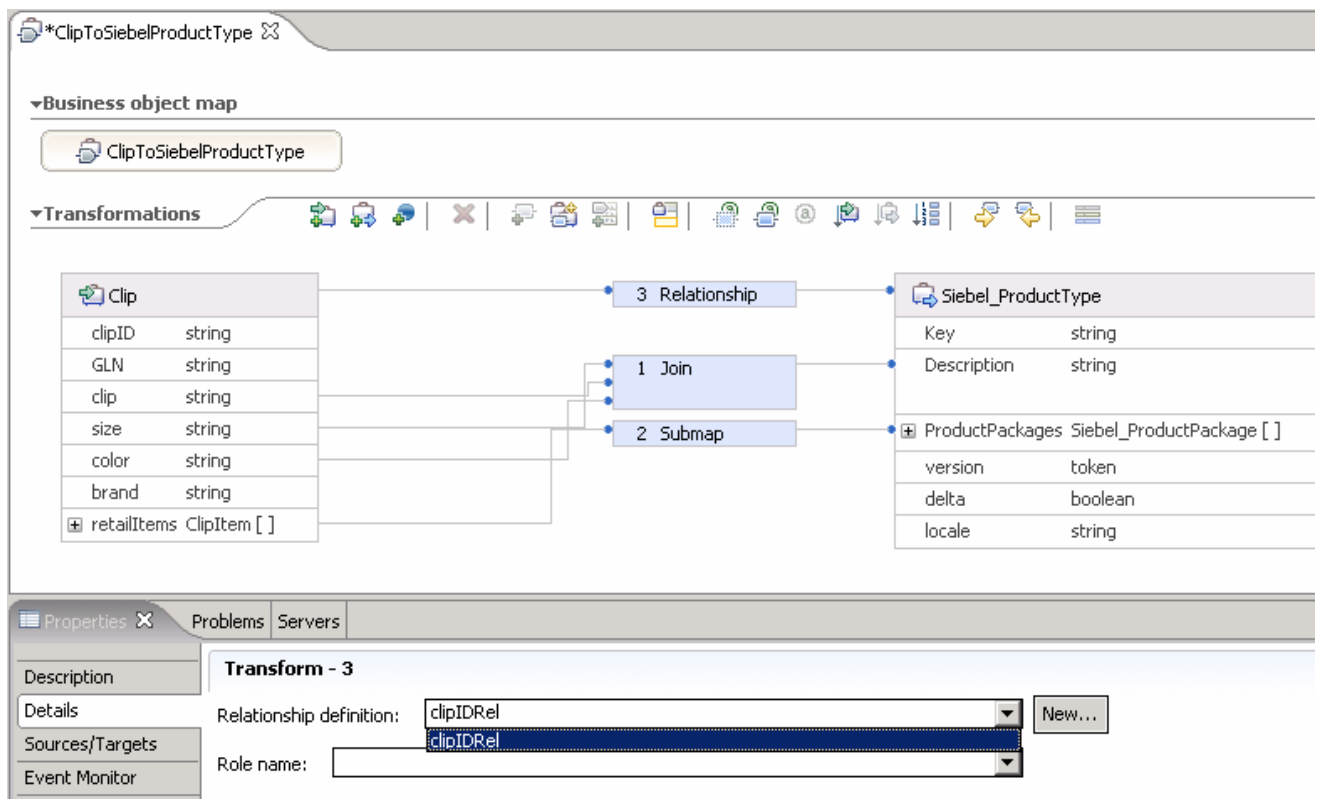 *ClipToSiebelProductType
Business object map
ClipToSiebelProductType
Transformations
Clip
clipID string
GLN string
clip string
size string
color string
brand string
retailItems ClipItem [ ]
3 Relationship
1 Join
2 Submap
Siebel_ProductType
Key string
Description string
ProductPackages Siebel_ProductPackage [ ]
version token
delta boolean
locale string
Properties Problems Servers
Description
Details
Sources/Targets
Event Monitor
Transform - 3
Relationship definition: clipIDRel New...
clipIDRel
Role name: